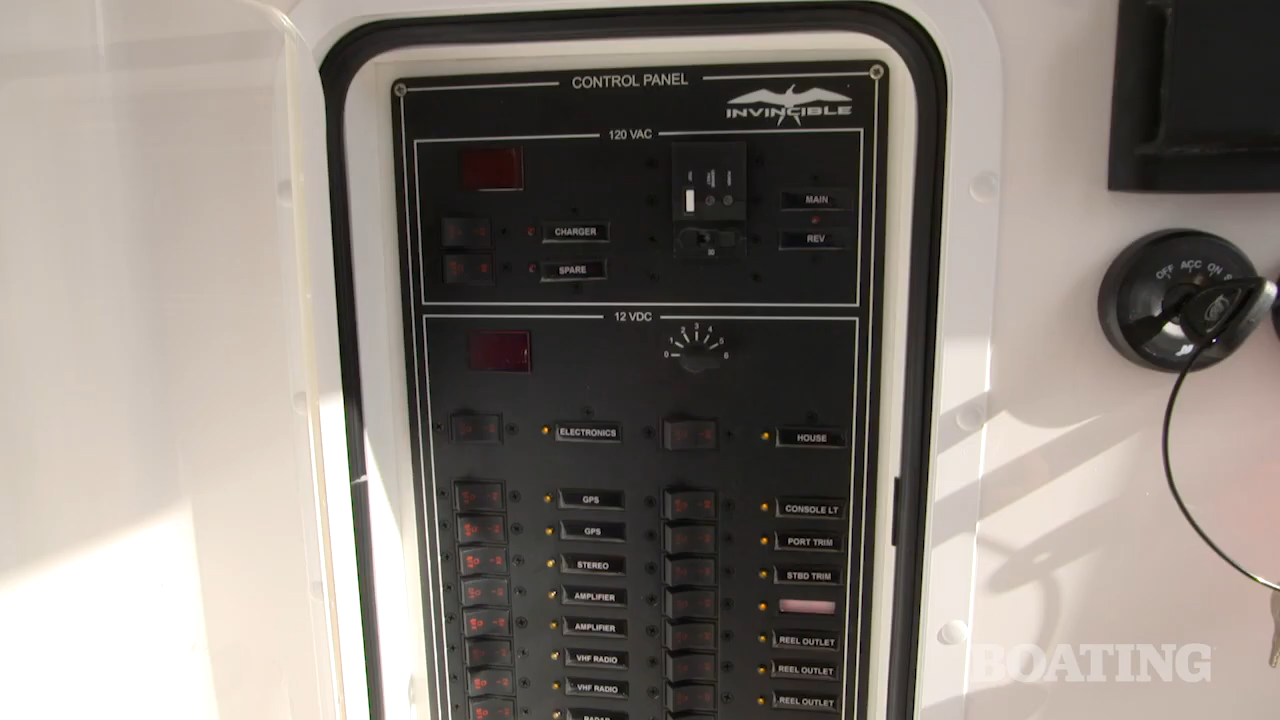 CONTROL PANEL
INVINCIBLE
120 VAC
MAIN
CHARGER
REV
SPARE
30
12 VDC
0 1 2 3 4 5 6
ELECTRONICS
HOUSE
GPS
CONSOLE LT
GPS
PORT TRIM
STEREO
STBD TRIM
AMPLIFIER
AMPLIFIER
REEL OUTLET
VHF RADIO
REEL OUTLET
VHF RADIO
REEL OUTLET
RADAR
OFF ACC ON S
BOATING